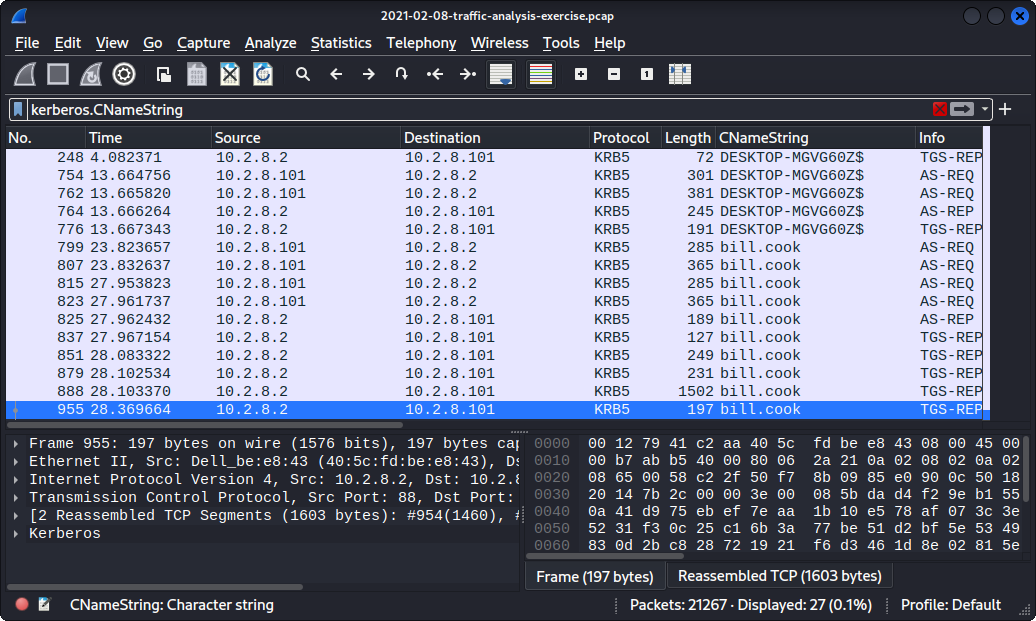 2021-02-08-traffic-analysis-exercise.pcap
File Edit View Go Capture Analyze Statistics Telephony Wireless Tools Help
kerberos.CNameString
No. Time Source Destination Protocol Length CNameString Info
248 4.082371 10.2.8.2 10.2.8.101 KRB5 72 DESKTOP-MGVG60Z$ TGS-REP
754 13.664756 10.2.8.101 10.2.8.2 KRB5 301 DESKTOP-MGVG60Z$ AS-REQ
762 13.665820 10.2.8.101 10.2.8.2 KRB5 381 DESKTOP-MGVG60Z$ AS-REQ
764 13.666264 10.2.8.2 10.2.8.101 KRB5 245 DESKTOP-MGVG60Z$ AS-REP
776 13.667343 10.2.8.2 10.2.8.101 KRB5 191 DESKTOP-MGVG60Z$ TGS-REP
799 23.823657 10.2.8.101 10.2.8.2 KRB5 285 bill.cook AS-REQ
807 23.832637 10.2.8.101 10.2.8.2 KRB5 365 bill.cook AS-REQ
815 27.953823 10.2.8.101 10.2.8.2 KRB5 285 bill.cook AS-REQ
823 27.961737 10.2.8.101 10.2.8.2 KRB5 365 bill.cook AS-REQ
825 27.962432 10.2.8.2 10.2.8.101 KRB5 189 bill.cook AS-REP
837 27.967154 10.2.8.2 10.2.8.101 KRB5 127 bill.cook TGS-REP
851 28.083322 10.2.8.2 10.2.8.101 KRB5 249 bill.cook TGS-REP
879 28.102534 10.2.8.2 10.2.8.101 KRB5 231 bill.cook TGS-REP
888 28.103370 10.2.8.2 10.2.8.101 KRB5 1502 bill.cook TGS-REP
955 28.369664 10.2.8.2 10.2.8.101 KRB5 197 bill.cook TGS-REP
Frame 955: 197 bytes on wire (1576 bits), 197 bytes cap
Ethernet II, Src: Dell_be:e8:43 (40:5c:fd:be:e8:43), Ds
Internet Protocol Version 4, Src: 10.2.8.2, Dst: 10.2.8
Transmission Control Protocol, Src Port: 88, Dst Port:
[2 Reassembled TCP Segments (1603 bytes): #954(1460), #
Kerberos
0000 00 12 79 41 c2 aa 40 5c fd be e8 43 08 00 45 00
0010 00 b7 ab b5 40 00 80 06 2a 21 0a 02 08 02 0a 02
0020 08 65 00 58 c2 2f 50 f7 8b 09 85 e0 90 0c 50 18
0030 20 14 7b 2c 00 00 3e 00 08 5b da d4 f2 9e b1 55
0040 0a 41 d9 75 eb ef 7e aa 1b 10 e5 78 af 07 3c 3e
0050 52 31 f3 0c 25 c1 6b 3a 77 be 51 d2 bf 5e 53 49
0060 83 0d 2b c8 28 72 19 21 f6 d3 46 1d 8e 02 81 5e
Frame (197 bytes) Reassembled TCP (1603 bytes)
CNameString: Character string Packets: 21267 · Displayed: 27 (0.1%) Profile: Default